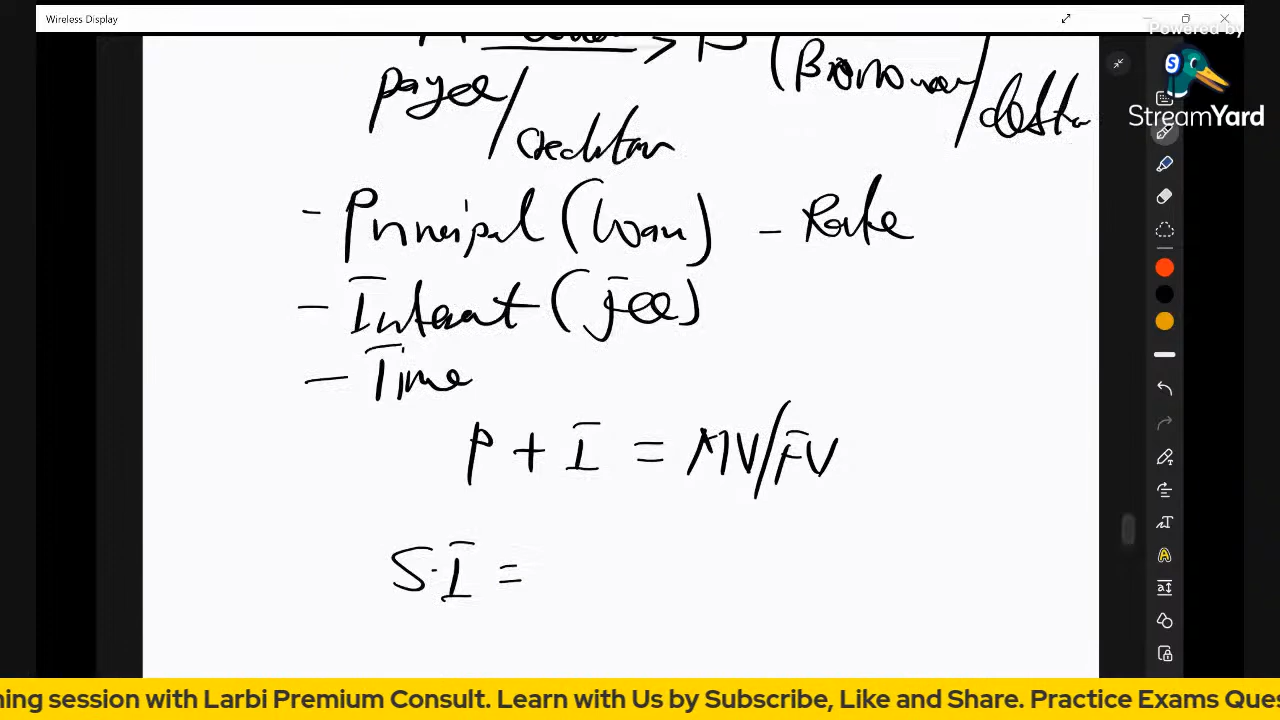 Wireless Display
Powered by
StreamYard
payee/
creditor
(Borrower/
debtor
- Principal (Loan) - Rate
- Interest (fee)
- Time
P + I = MV/FV
S.I =
ning session with Larbi Premium Consult. Learn with Us by Subscribe, Like and Share. Practice Exams Ques